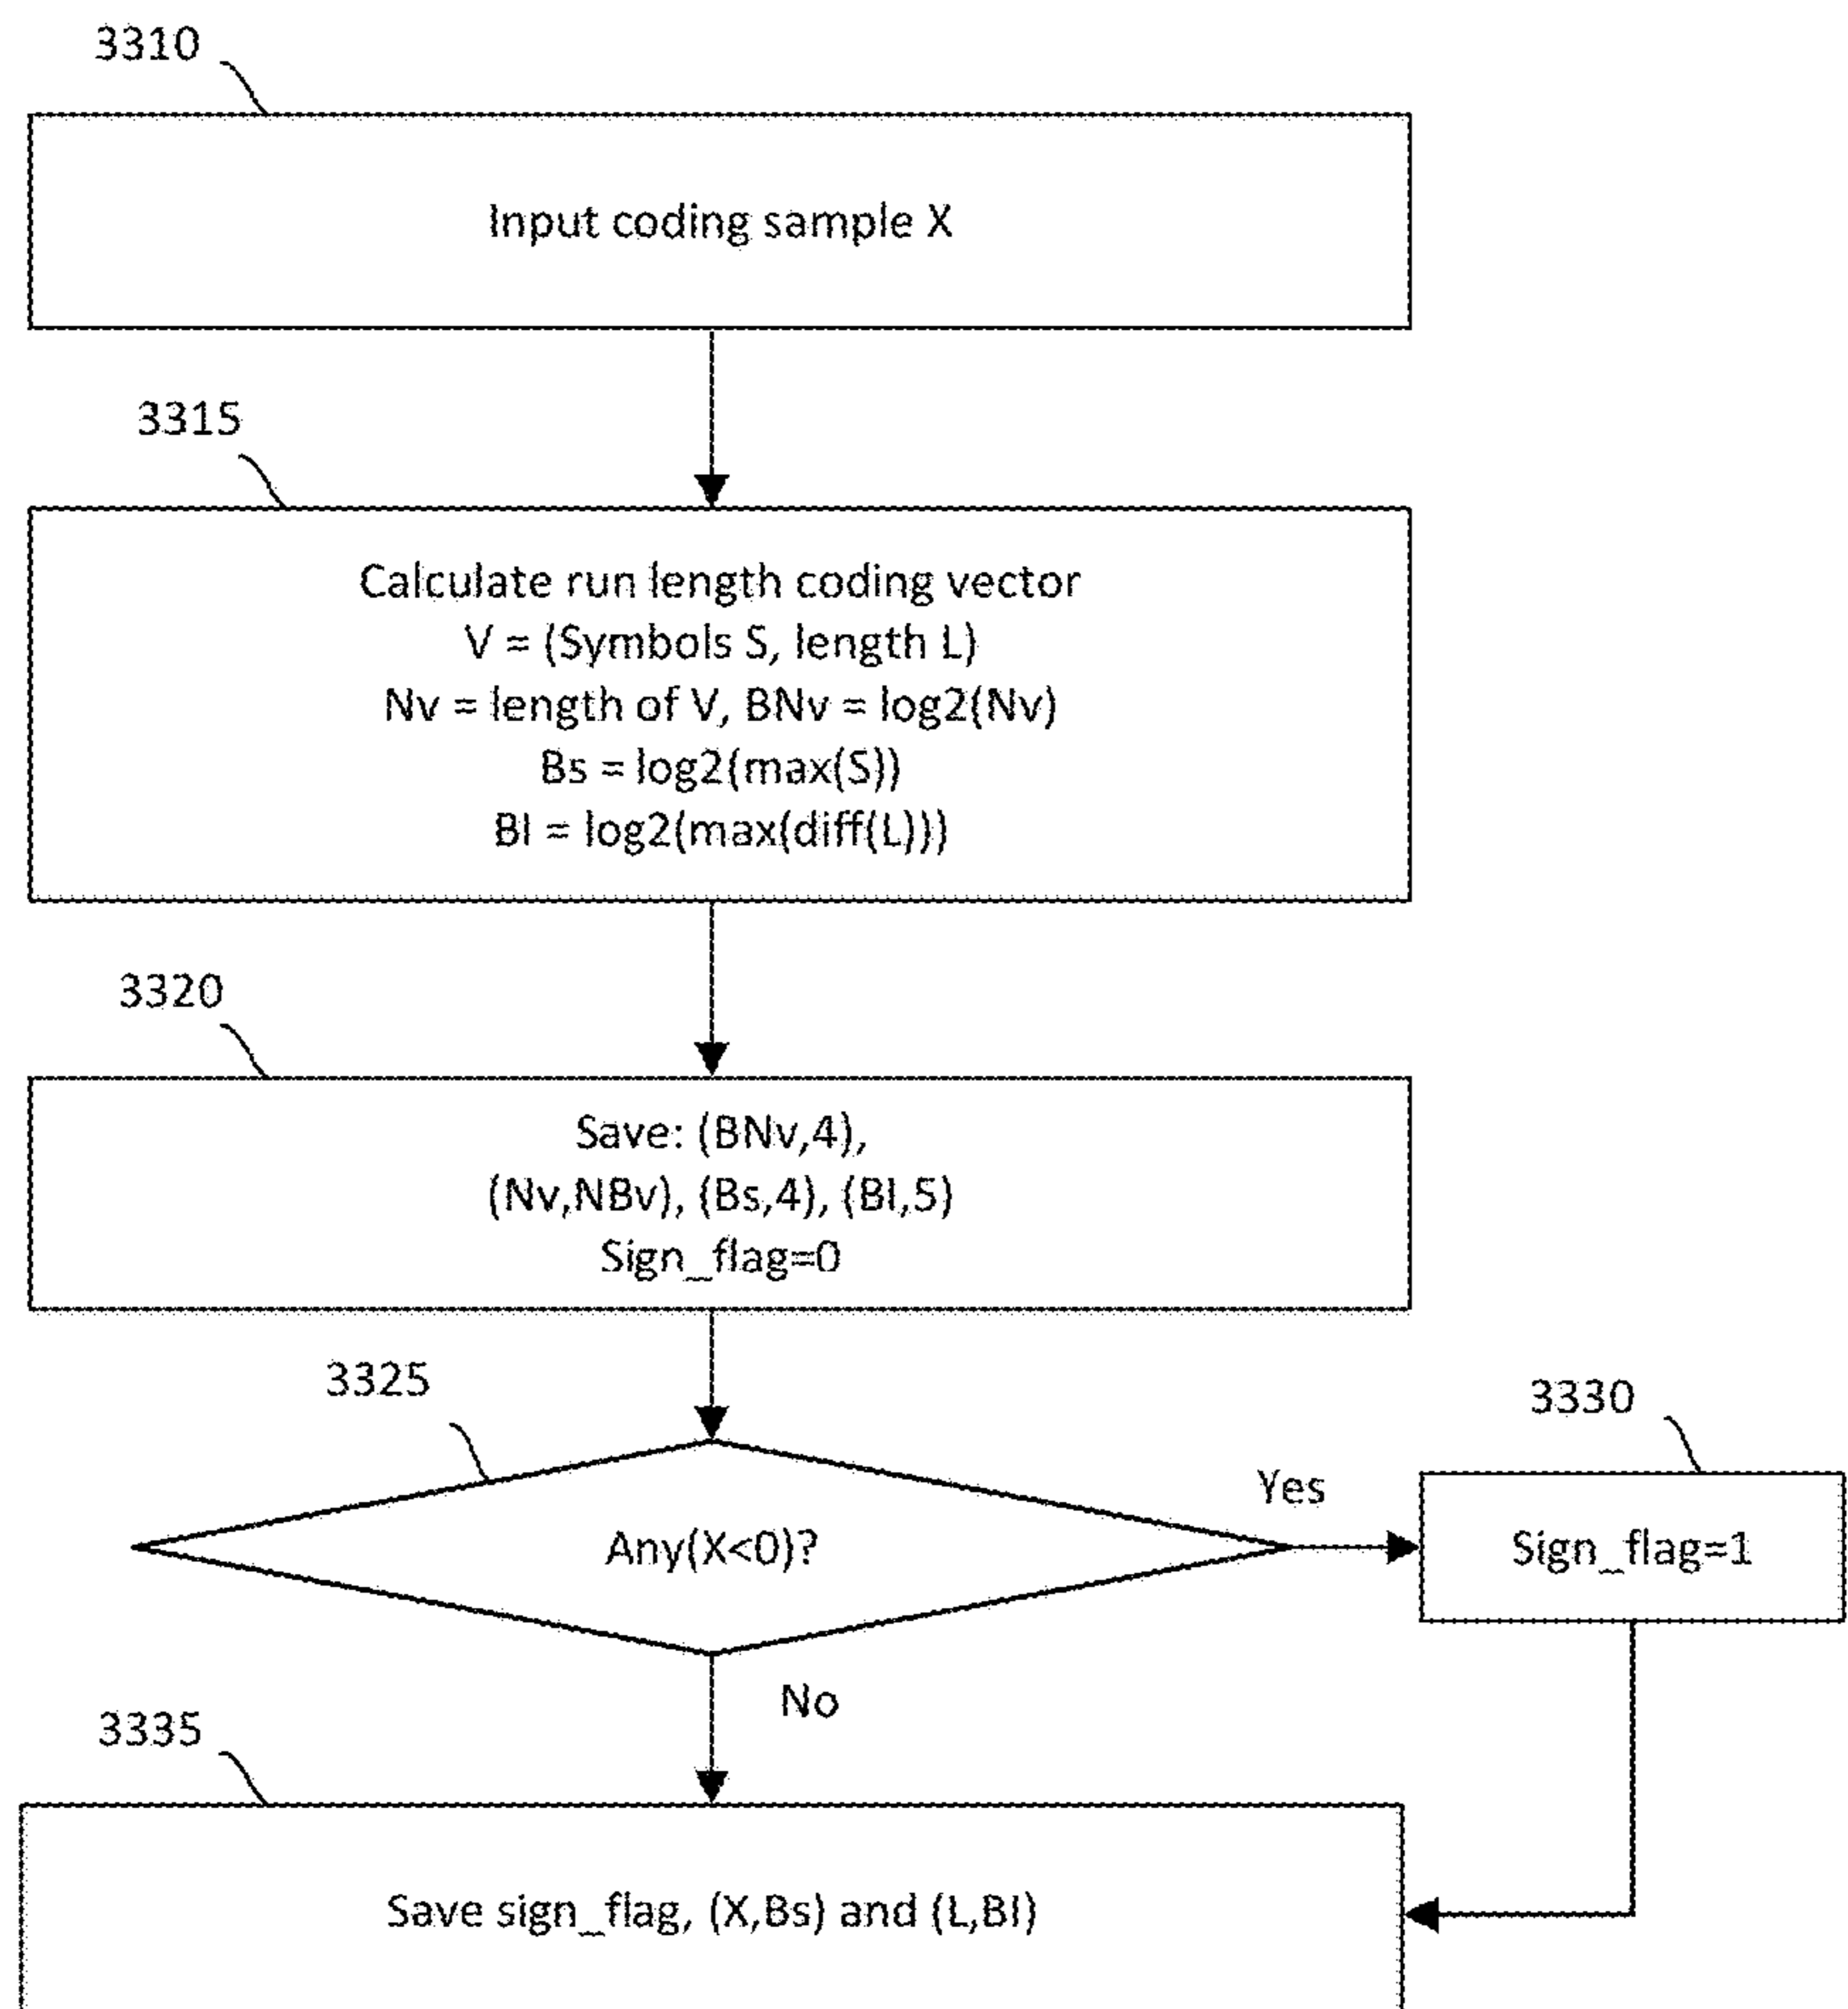 3310
Input coding sample X
3315
Calculate run length coding vector
V = (Symbols S, length L)
Nv = length of V, BNv = log2(Nv)
Bs = log2(max(S))
Bl = log2(max(diff(L)))
3320
Save: (BNv,4),
(Nv,NBv), (Bs,4), (Bl,5)
Sign_flag=0
3325
3330
Yes
Any(X<0)?
Sign_flag=1
No
3335
Save sign_flag, (X,Bs) and (L,Bl)